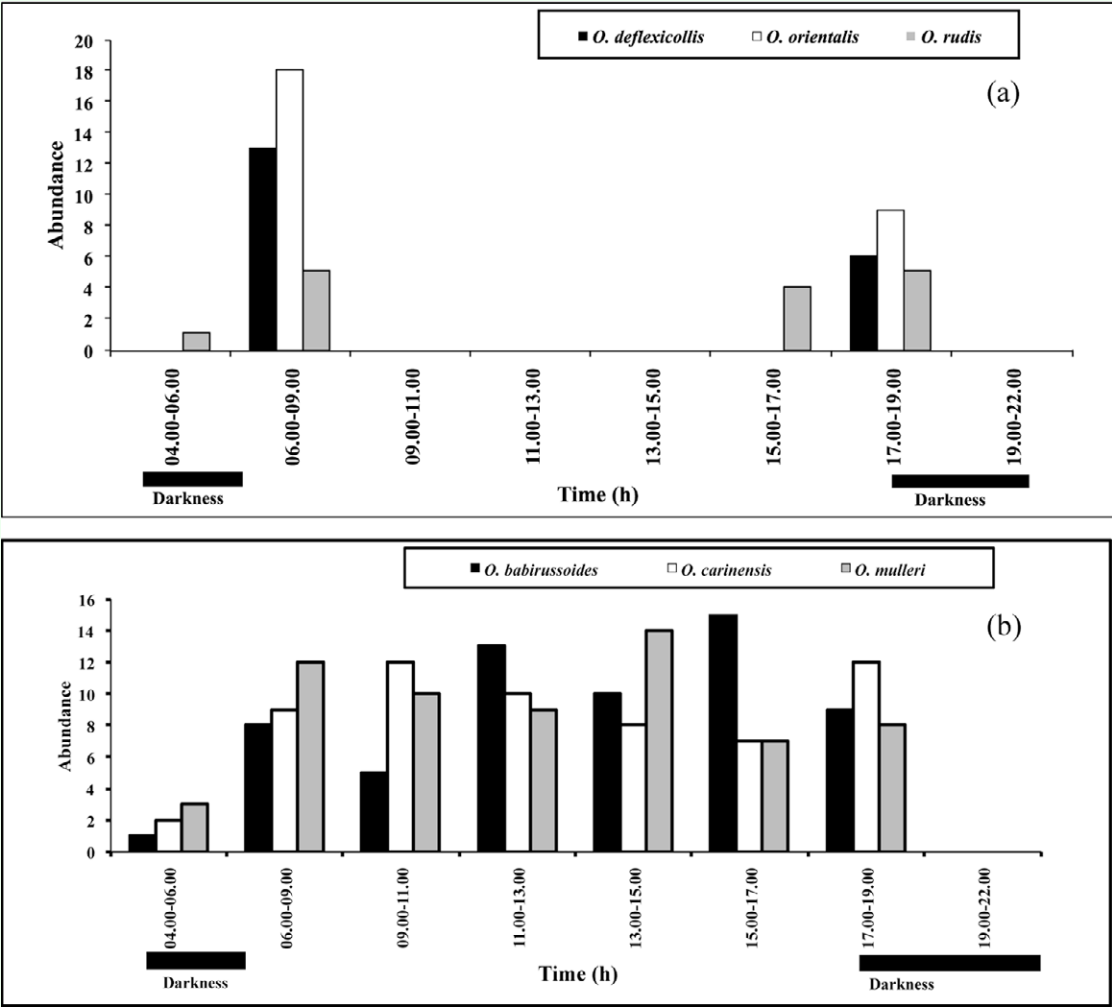 O. deflexicollis O. orientalis O. rudis
(a)
20
18
16
14
12
10
8
6
4
2
0
Abundance
04.00-06.00 06.00-09.00 09.00-11.00 11.00-13.00 13.00-15.00 15.00-17.00 17.00-19.00 19.00-22.00
Darkness Time (h) Darkness
O. babirussoides O. carinensis O. mulleri
(b)
16
14
12
10
8
6
4
2
0
Abundance
04.00-06.00 06.00-09.00 09.00-11.00 11.00-13.00 13.00-15.00 15.00-17.00 17.00-19.00 19.00-22.00
Darkness Time (h) Darkness